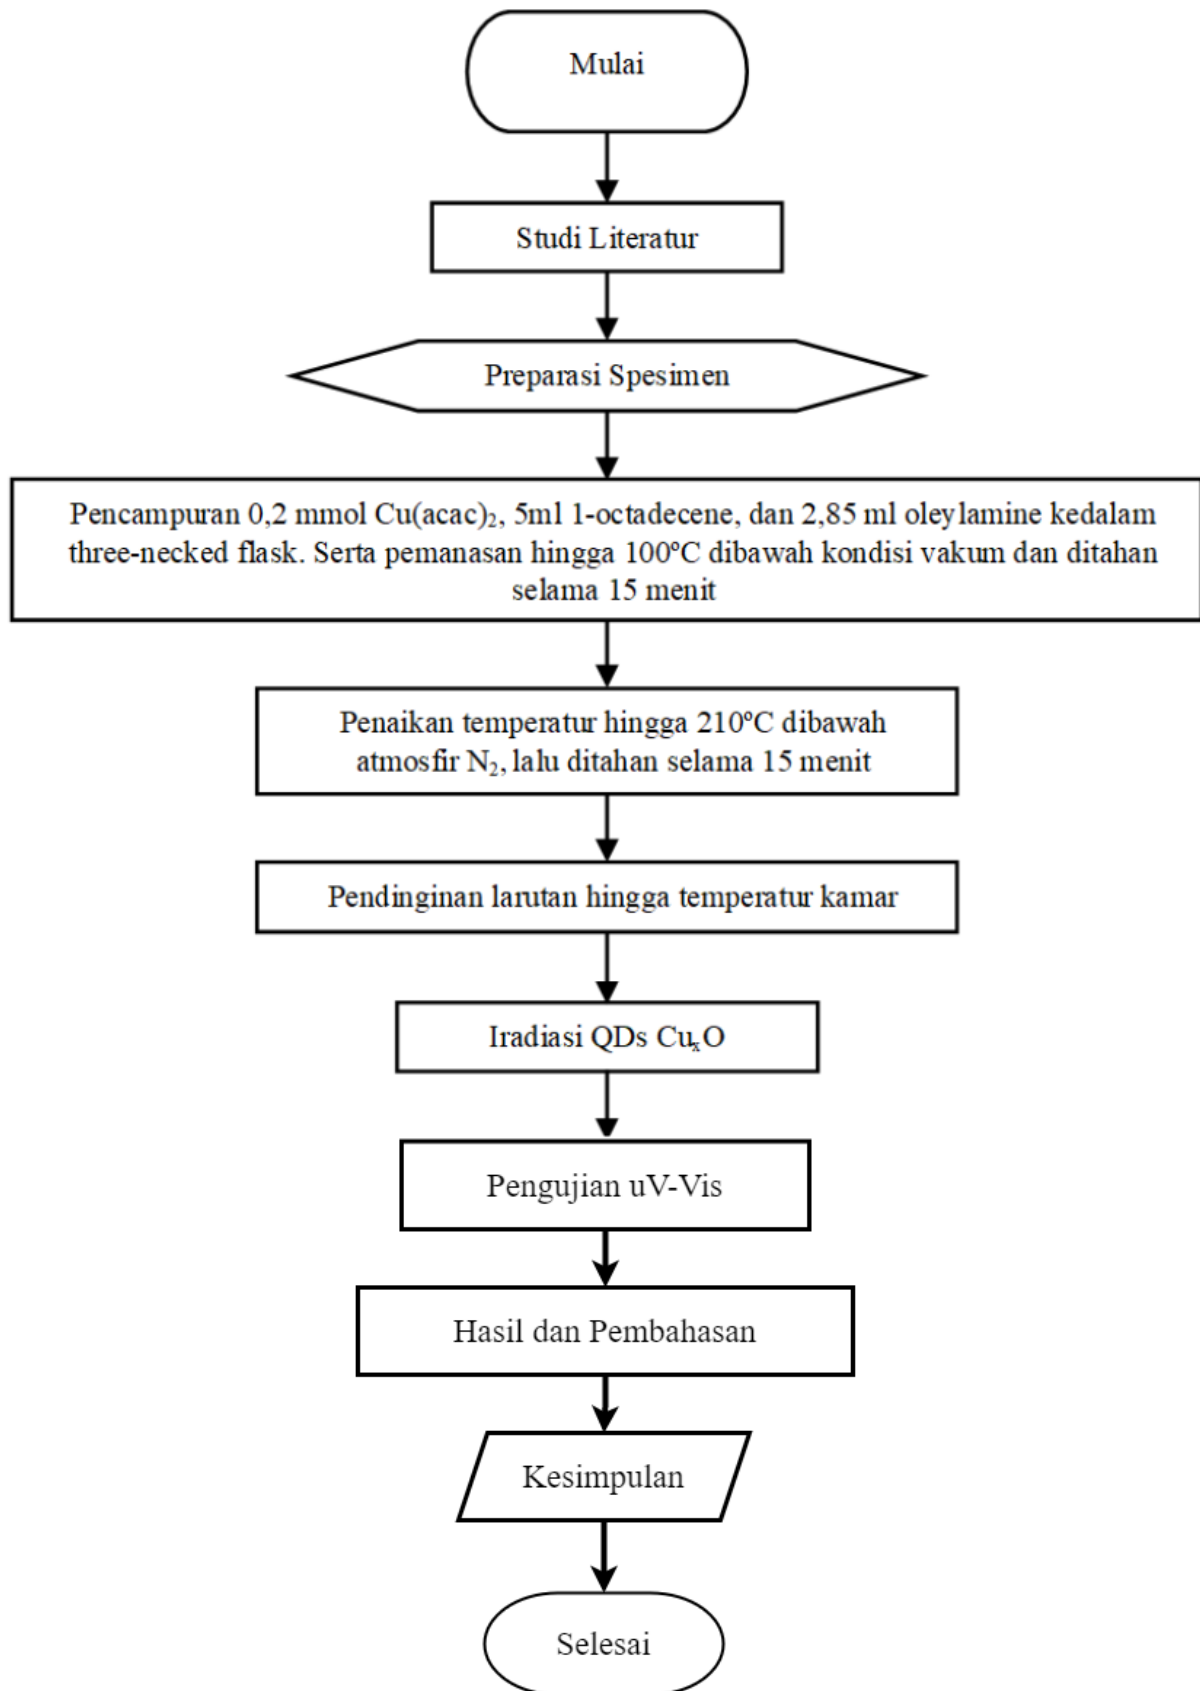 Mulai
Studi Literatur
Preparasi Spesimen
Pencampuran 0,2 mmol Cu(acac)₂, 5ml 1-octadecene, dan 2,85 ml oleylamine kedalam
three-necked flask. Serta pemanasan hingga 100ºC dibawah kondisi vakum dan ditahan
selama 15 menit
Penaikan temperatur hingga 210ºC dibawah
atmosfir N₂, lalu ditahan selama 15 menit
Pendinginan larutan hingga temperatur kamar
Iradiasi QDs CuₓO
Pengujian uV-Vis
Hasil dan Pembahasan
Kesimpulan
Selesai